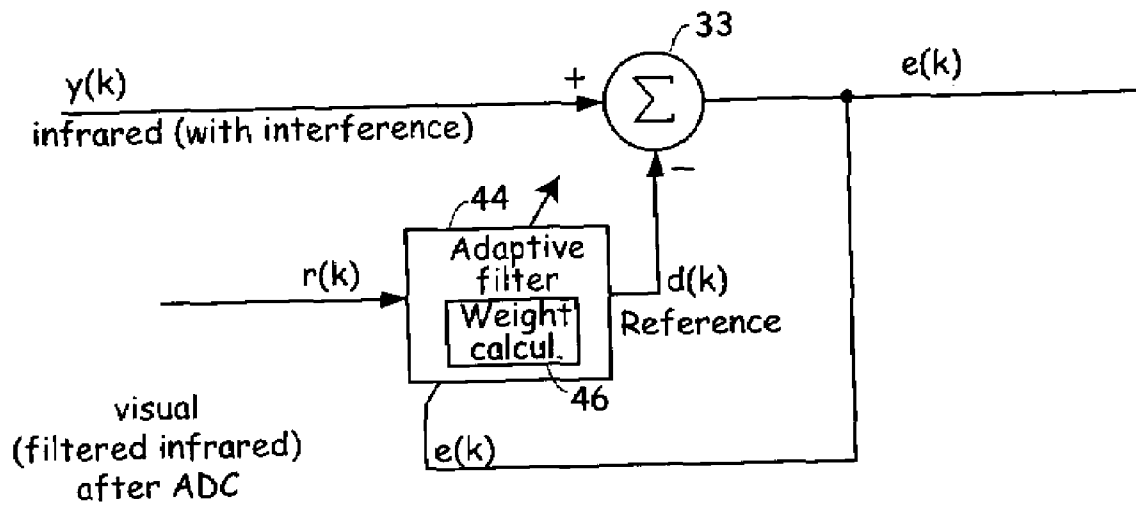 33
y(k)
+
Σ
e(k)
infrared (with interference)
−
44
Adaptive
filter
r(k)
d(k)
Weight
calcul.
Reference
46
visual
(filtered infrared)
after ADC
e(k)